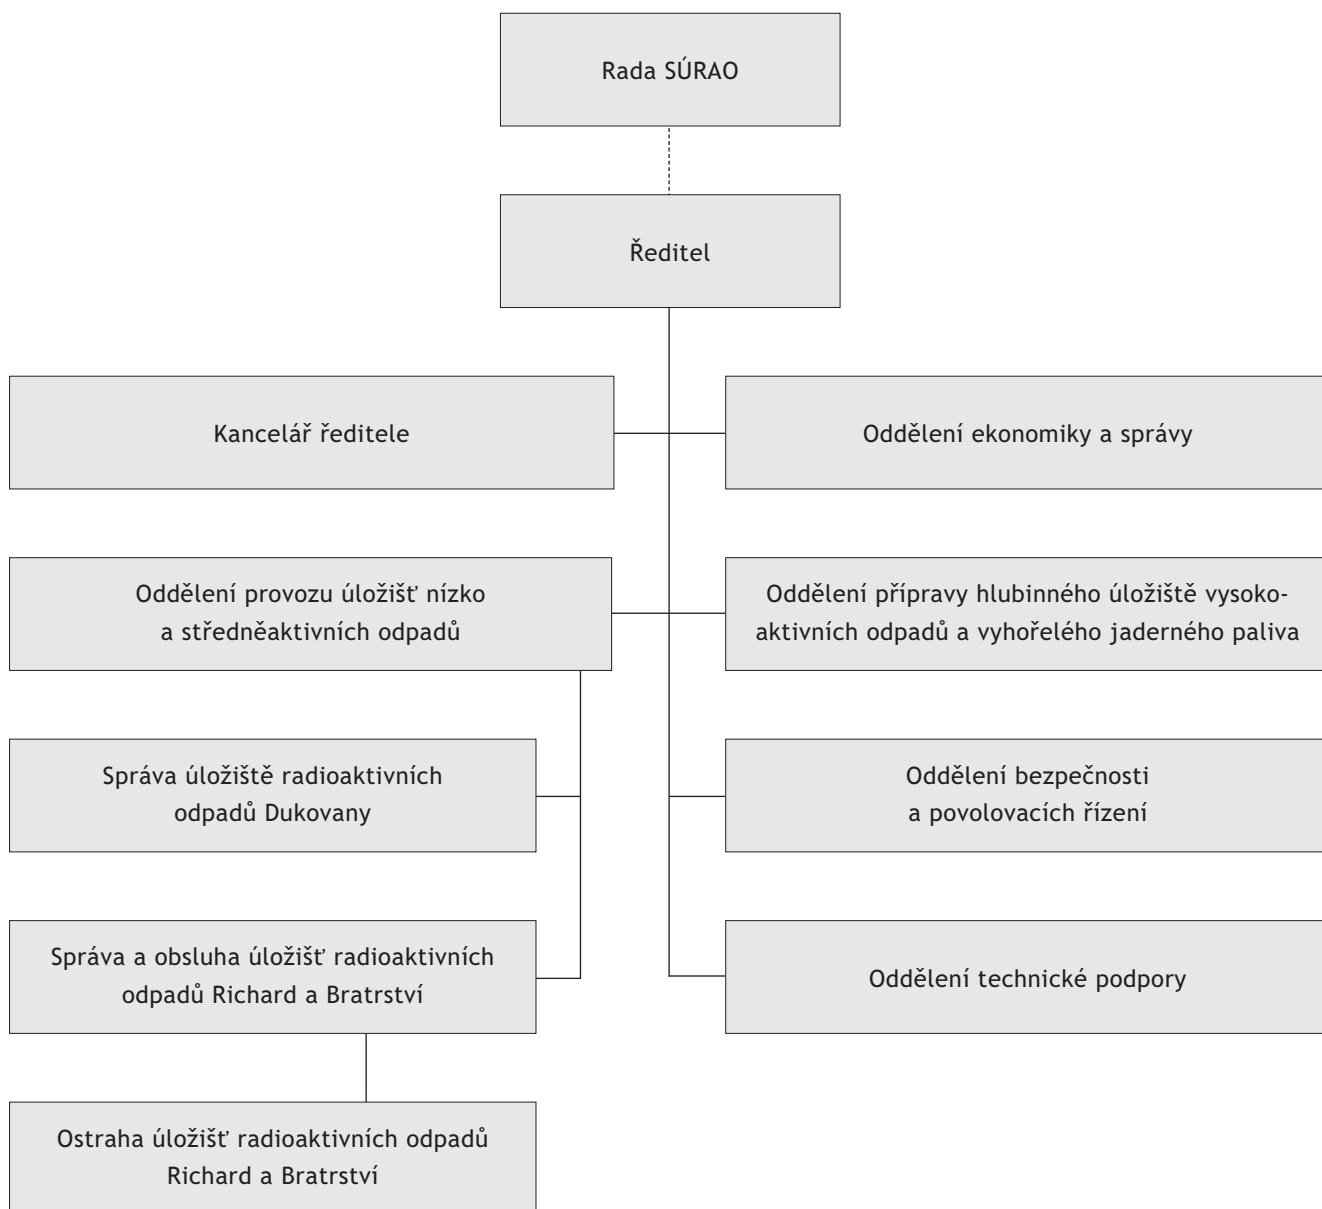 Rada SÚRAO
Ředitel
Kancelář ředitele
Oddělení ekonomiky a správy
Oddělení provozu úložišť nízko
a středněaktivních odpadů
Oddělení přípravy hlubinného úložiště vysoko-
aktivních odpadů a vyhořelého jaderného paliva
Správa úložiště radioaktivních
odpadů Dukovany
Oddělení bezpečnosti
a povolovacích řízení
Správa a obsluha úložišť radioaktivních
odpadů Richard a Bratrství
Oddělení technické podpory
Ostraha úložišť radioaktivních odpadů
Richard a Bratrství